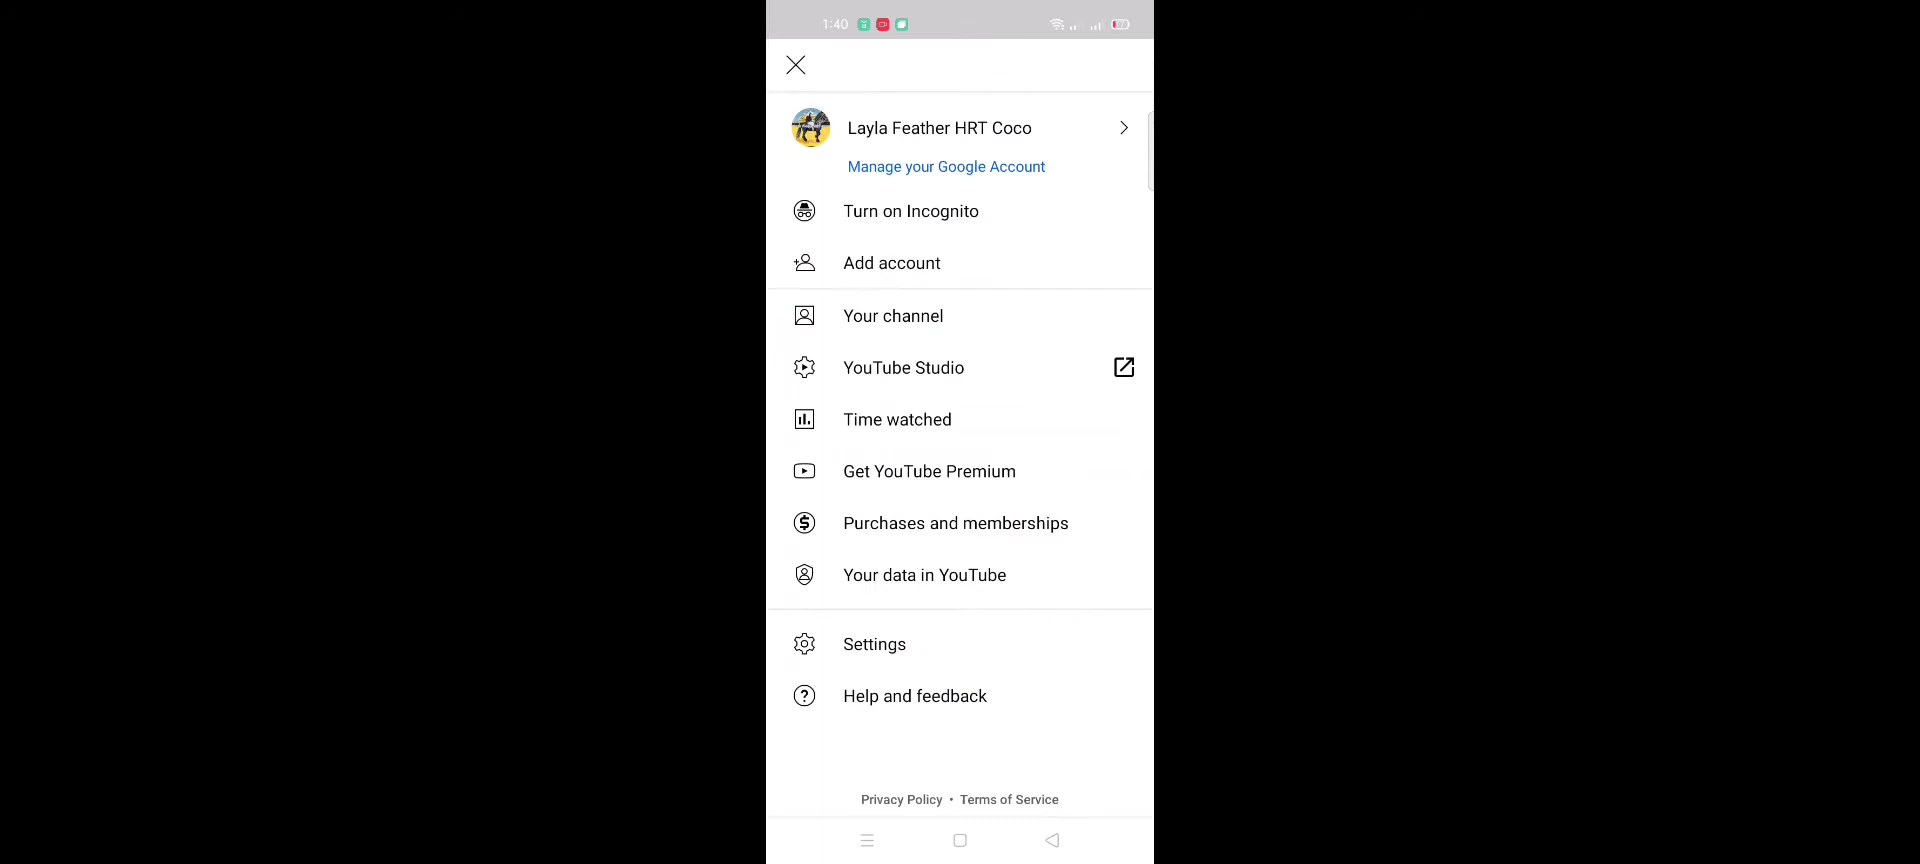 1:40
Layla Feather HRT Coco
Manage your Google Account
Turn on Incognito
Add account
Your channel
YouTube Studio
Time watched
Get YouTube Premium
Purchases and memberships
Your data in YouTube
Settings
Help and feedback
Privacy Policy • Terms of Service